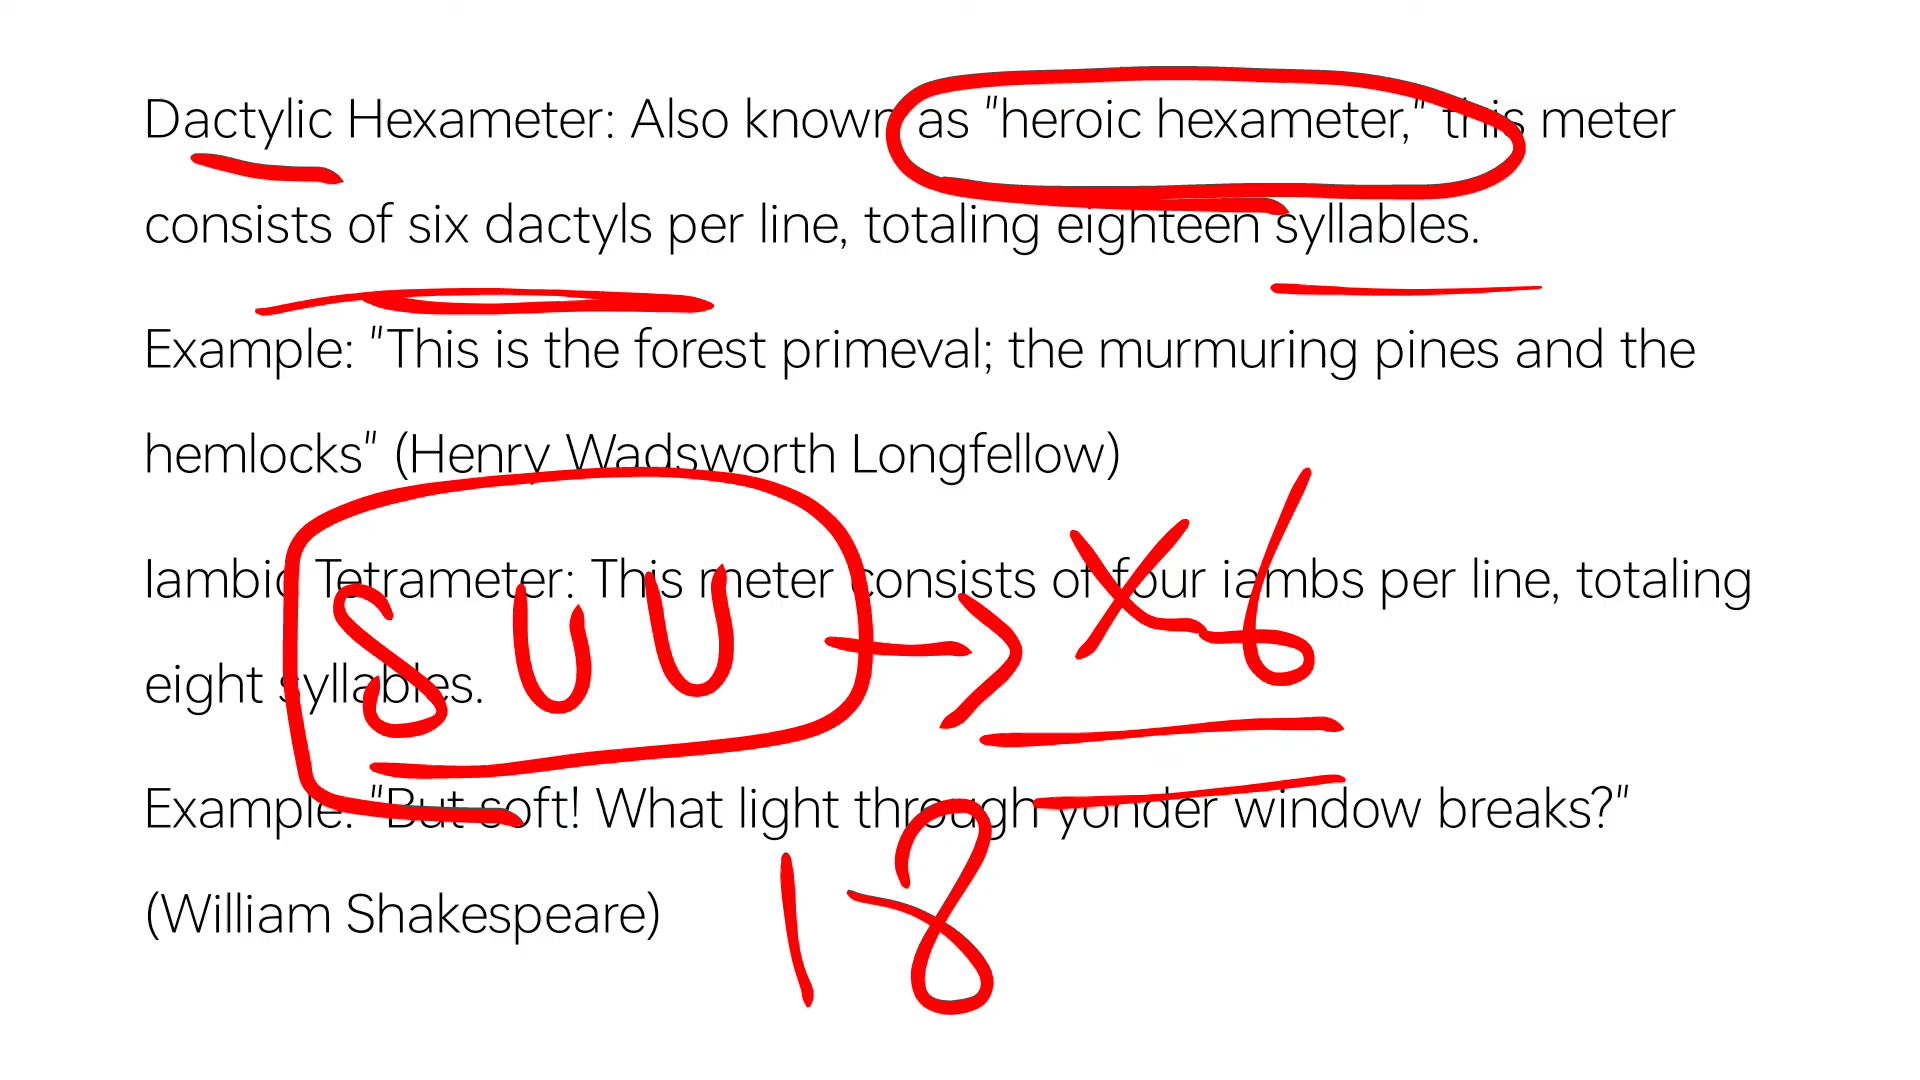 Dactylic Hexameter: Also known as "heroic hexameter," this meter
consists of six dactyls per line, totaling eighteen syllables.
Example: "This is the forest primeval; the murmuring pines and the
hemlocks" (Henry Wadsworth Longfellow)
SUU → x6
Iambic Tetrameter: This meter consists of four iambs per line, totaling
eight syllables.
Example: "But soft! What light through yonder window breaks?"
18
(William Shakespeare)